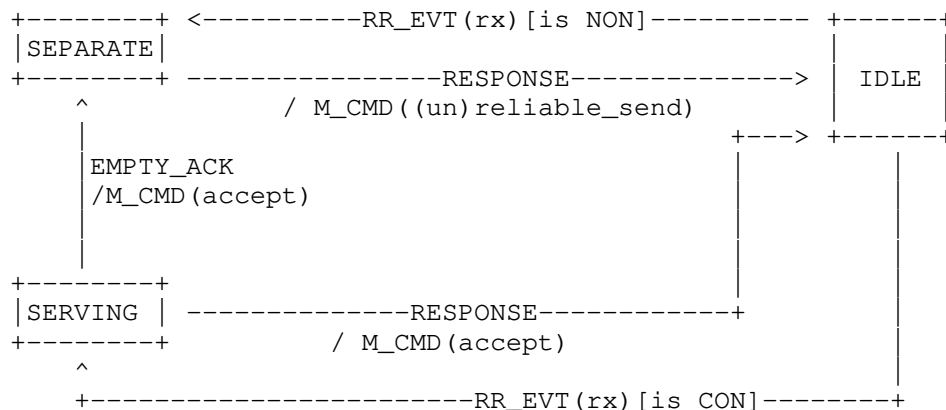 <----------RR_EVT(rx)[is NON]----------
SEPARATE
----------------RESPONSE-------------->
IDLE
/ M_CMD((un)reliable_send)
EMPTY_ACK
/M_CMD(accept)
SERVING
--------------RESPONSE------------+
/ M_CMD(accept)
+------------------------RR_EVT(rx)[is CON]--------+